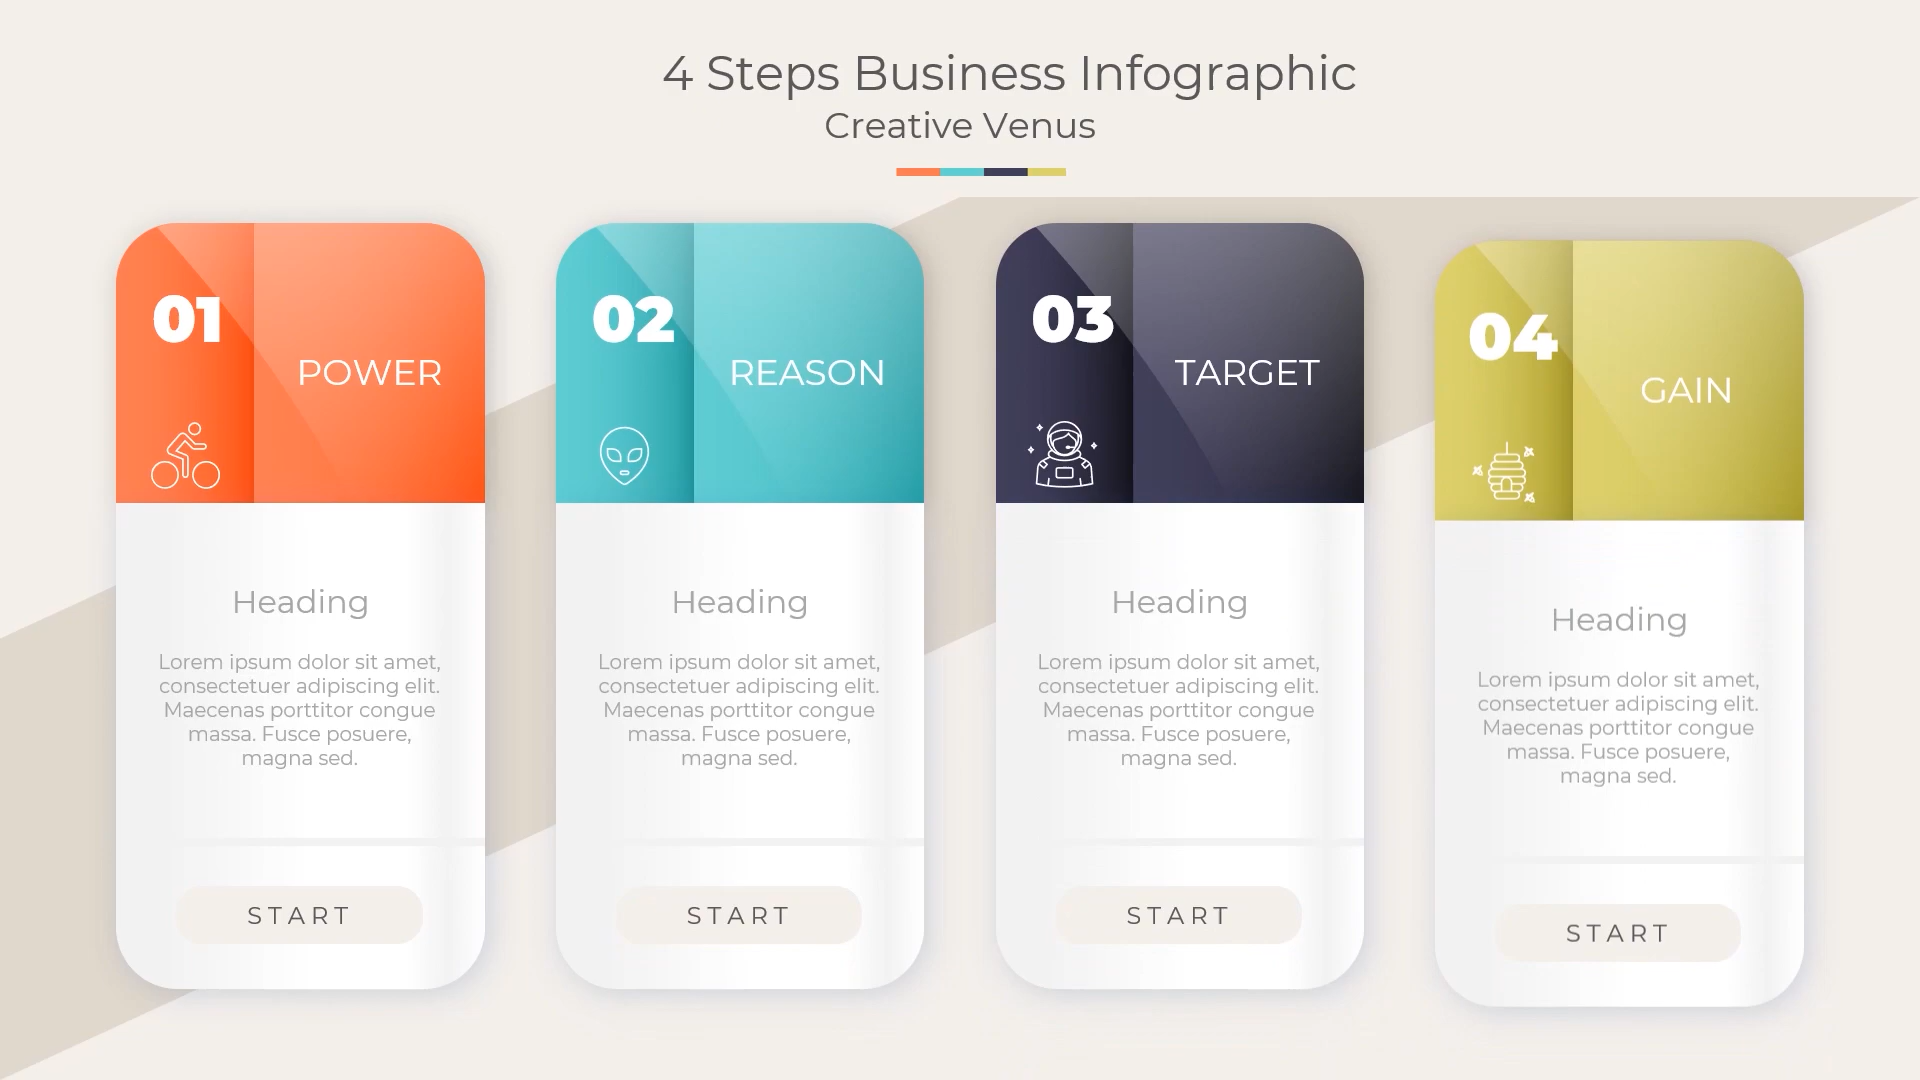 4 Steps Business Infographic
Creative Venus
01
POWER
Heading
Lorem ipsum dolor sit amet,
consectetuer adipiscing elit.
Maecenas porttitor congue
massa. Fusce posuere,
magna sed.
START
02
REASON
Heading
Lorem ipsum dolor sit amet,
consectetuer adipiscing elit.
Maecenas porttitor congue
massa. Fusce posuere,
magna sed.
START
03
TARGET
Heading
Lorem ipsum dolor sit amet,
consectetuer adipiscing elit.
Maecenas porttitor congue
massa. Fusce posuere,
magna sed.
START
04
GAIN
Heading
Lorem ipsum dolor sit amet,
consectetuer adipiscing elit.
Maecenas porttitor congue
massa. Fusce posuere,
magna sed.
START